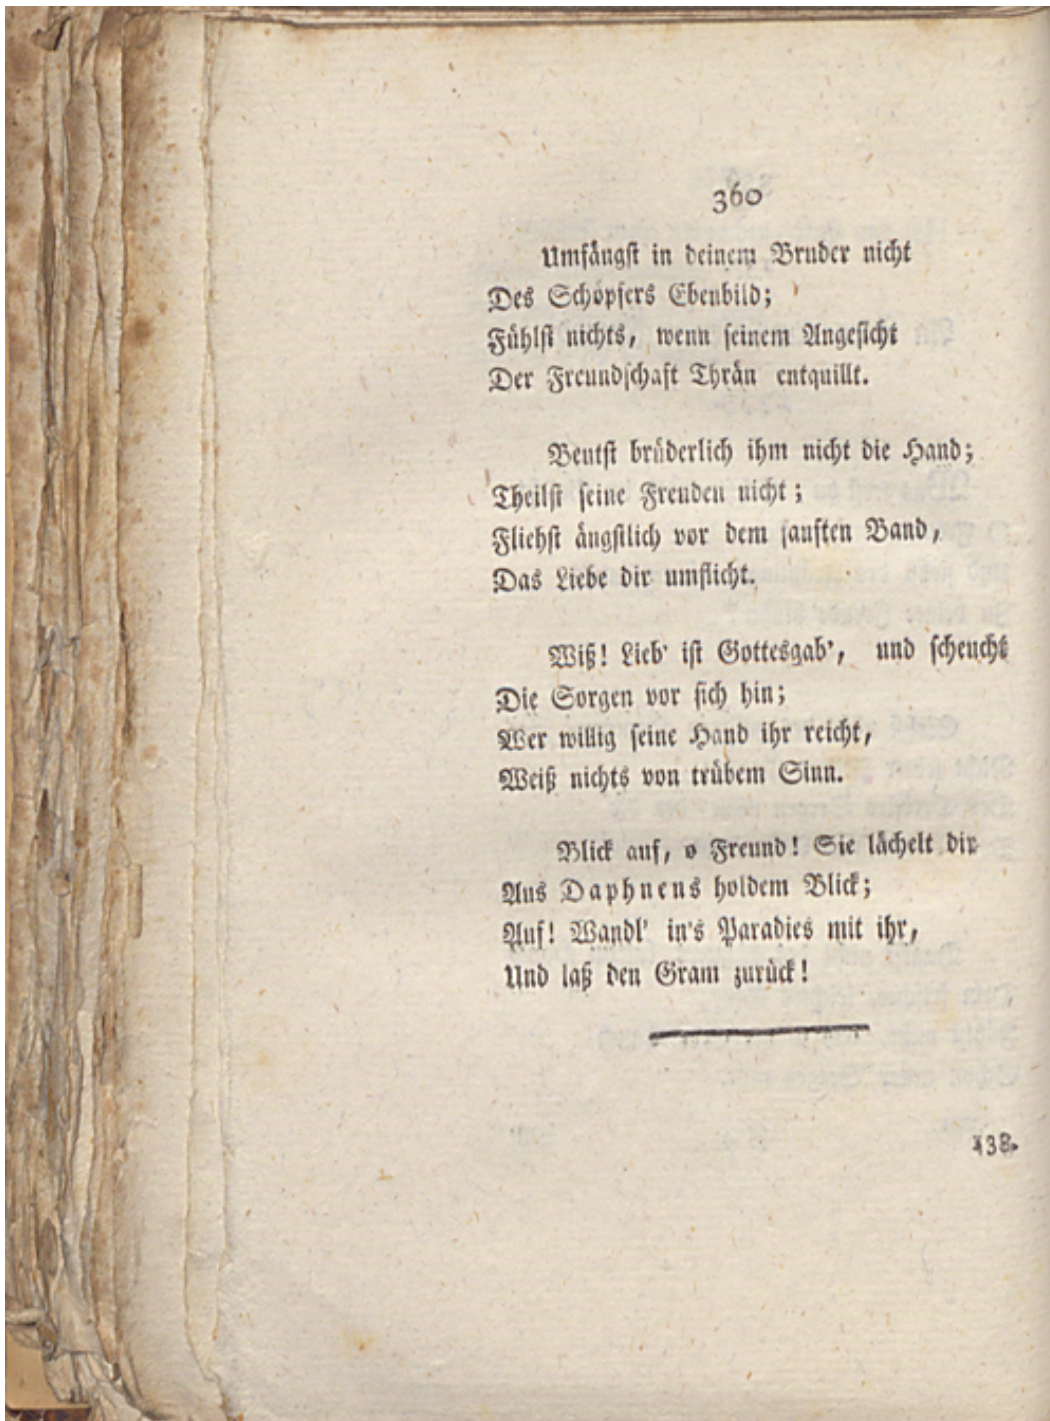 360
Umfängst in deinem Bruder nicht
Des Schöpfers Ebenbild;
Fühlst nichts, wenn seinem Angesicht
Der Freundschaft Thrän entquillt.
Beutst brüderlich ihm nicht die Hand;
Theilst seine Freuden nicht;
Fliehst ängstlich vor dem sanften Band,
Das Liebe dir umflicht.
Wiß! Lieb' ist Gottesgab', und scheucht
Die Sorgen vor sich hin;
Wer willig seine Hand ihr reicht,
Weiß nichts von trübem Sinn.
Blick auf, o Freund! Sie lächelt dir
Aus Daphnens holdem Blick;
Auf! Wandl' in's Paradies mit ihr,
Und laß den Gram zurück!
138.